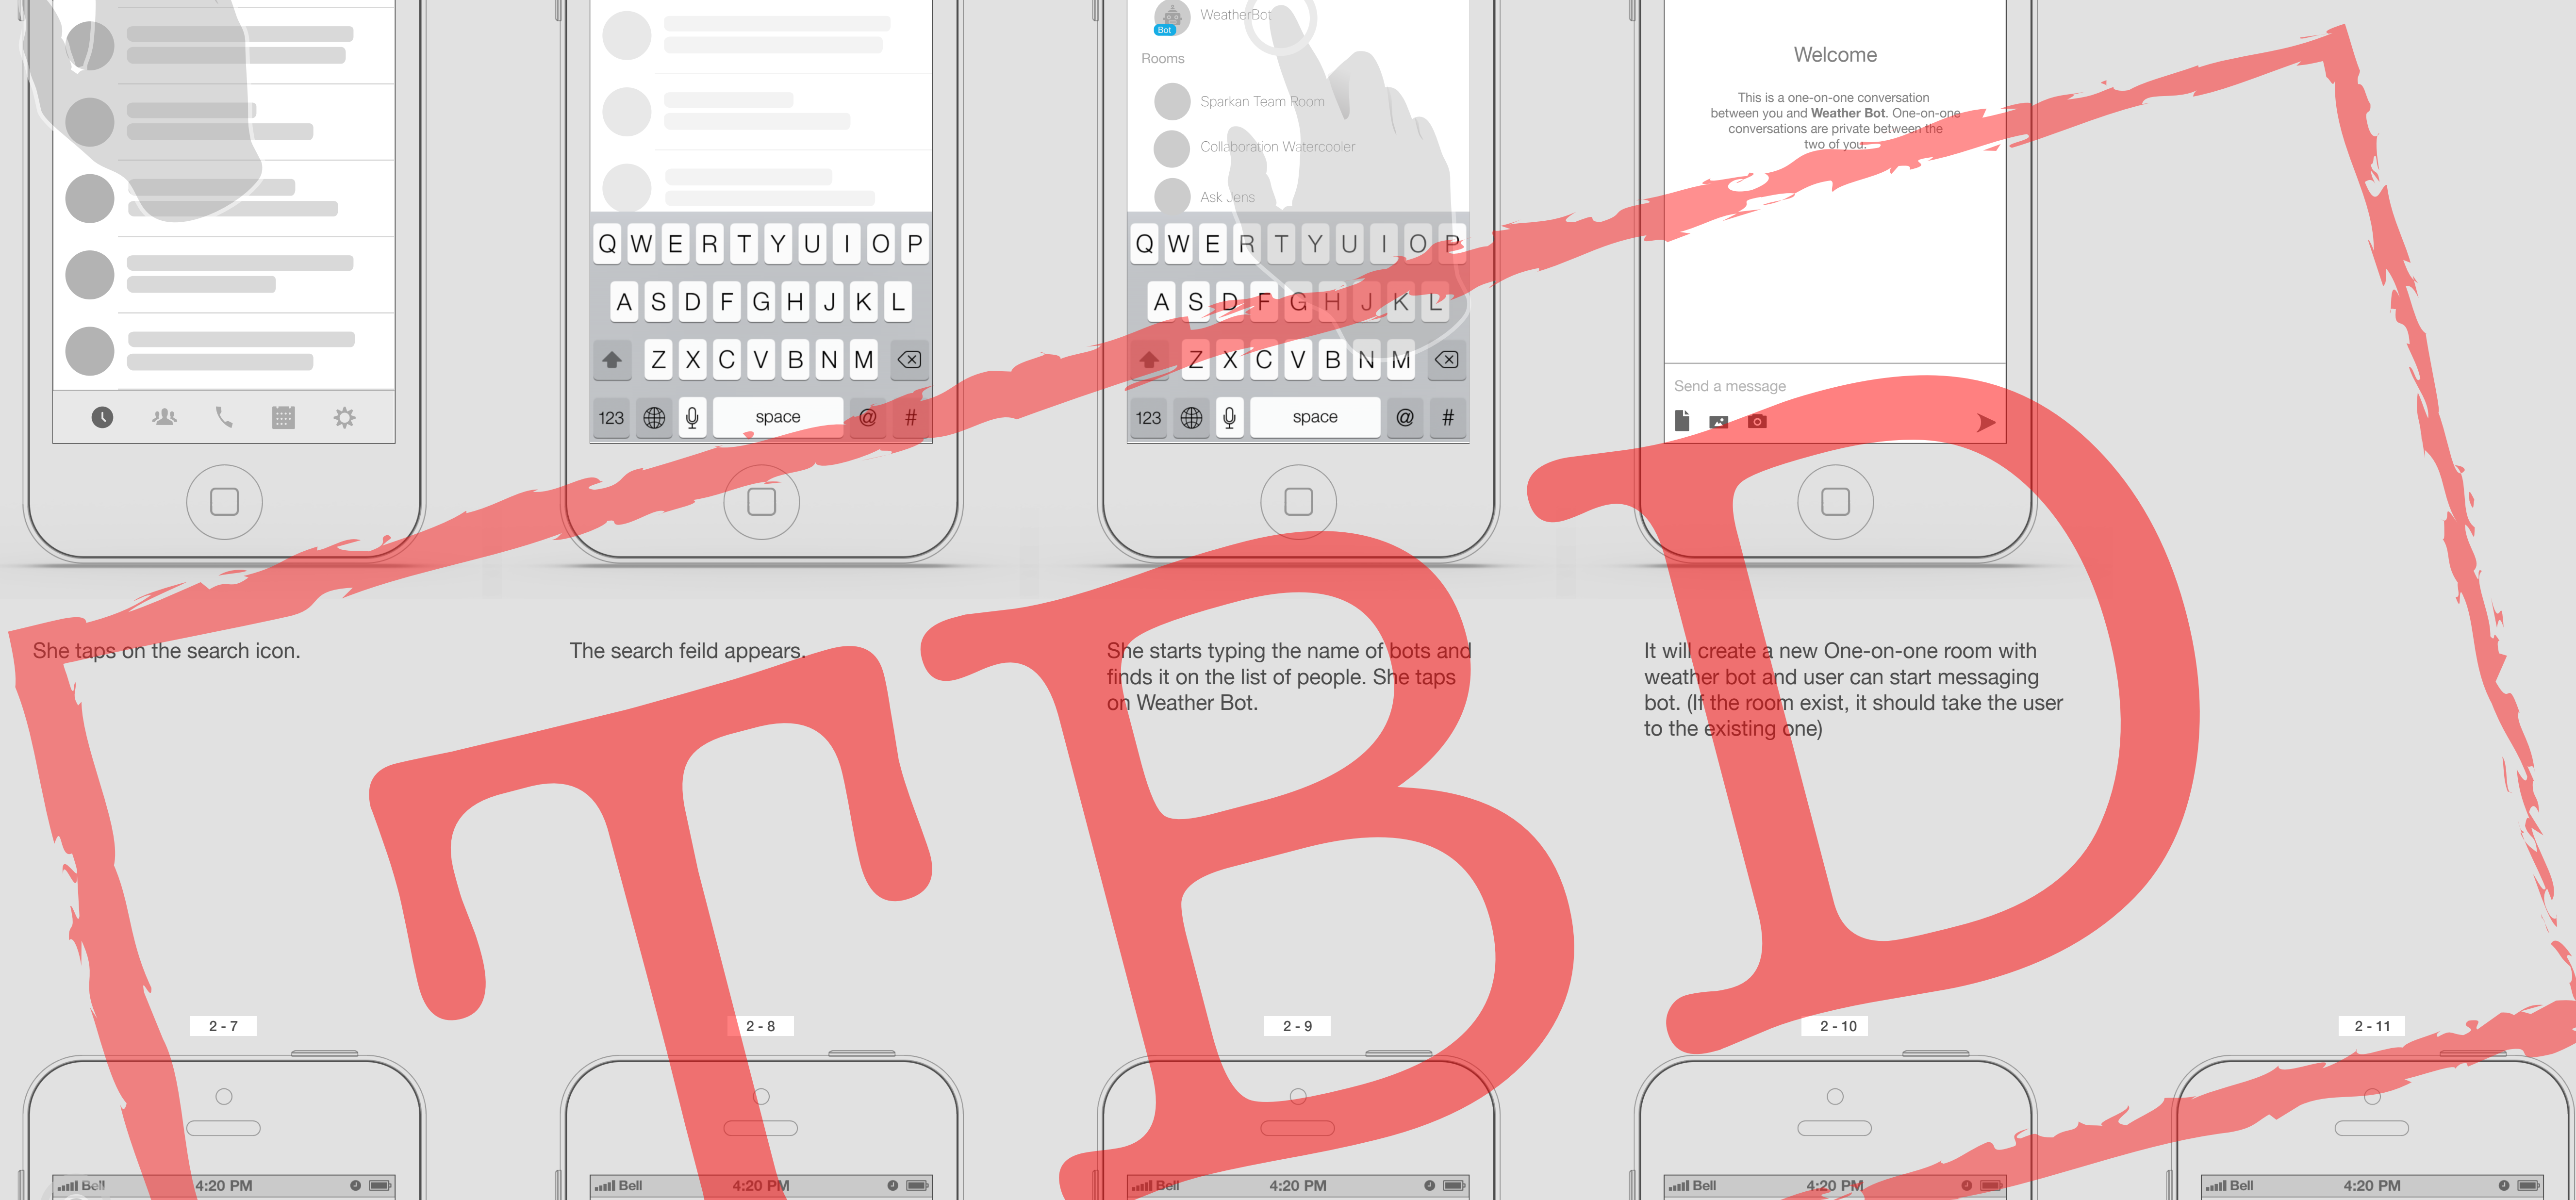 WeatherBot
Bot
Rooms
Sparkan Team Room
Collaboration Watercooler
Ask Jens
Welcome
This is a one-on-one conversation
between you and Weather Bot. One-on-one
conversations are private between the
two of you.
Send a message
Q W E R T Y U I O P
A S D F G H J K L
Z X C V B N M
123 space @ #
Q W E R T Y U I O P
A S D F G H J K L
Z X C V B N M
123 space @ #
She taps on the search icon.
The search feild appears.
She starts typing the name of bots and
finds it on the list of people. She taps
on Weather Bot.
It will create a new One-on-one room with
weather bot and user can start messaging
bot. (If the room exist, it should take the user
to the existing one)
TBD
2 - 7
2 - 8
2 - 9
2 - 10
2 - 11
Bell 4:20 PM
Bell 4:20 PM
Bell 4:20 PM
Bell 4:20 PM
Bell 4:20 PM